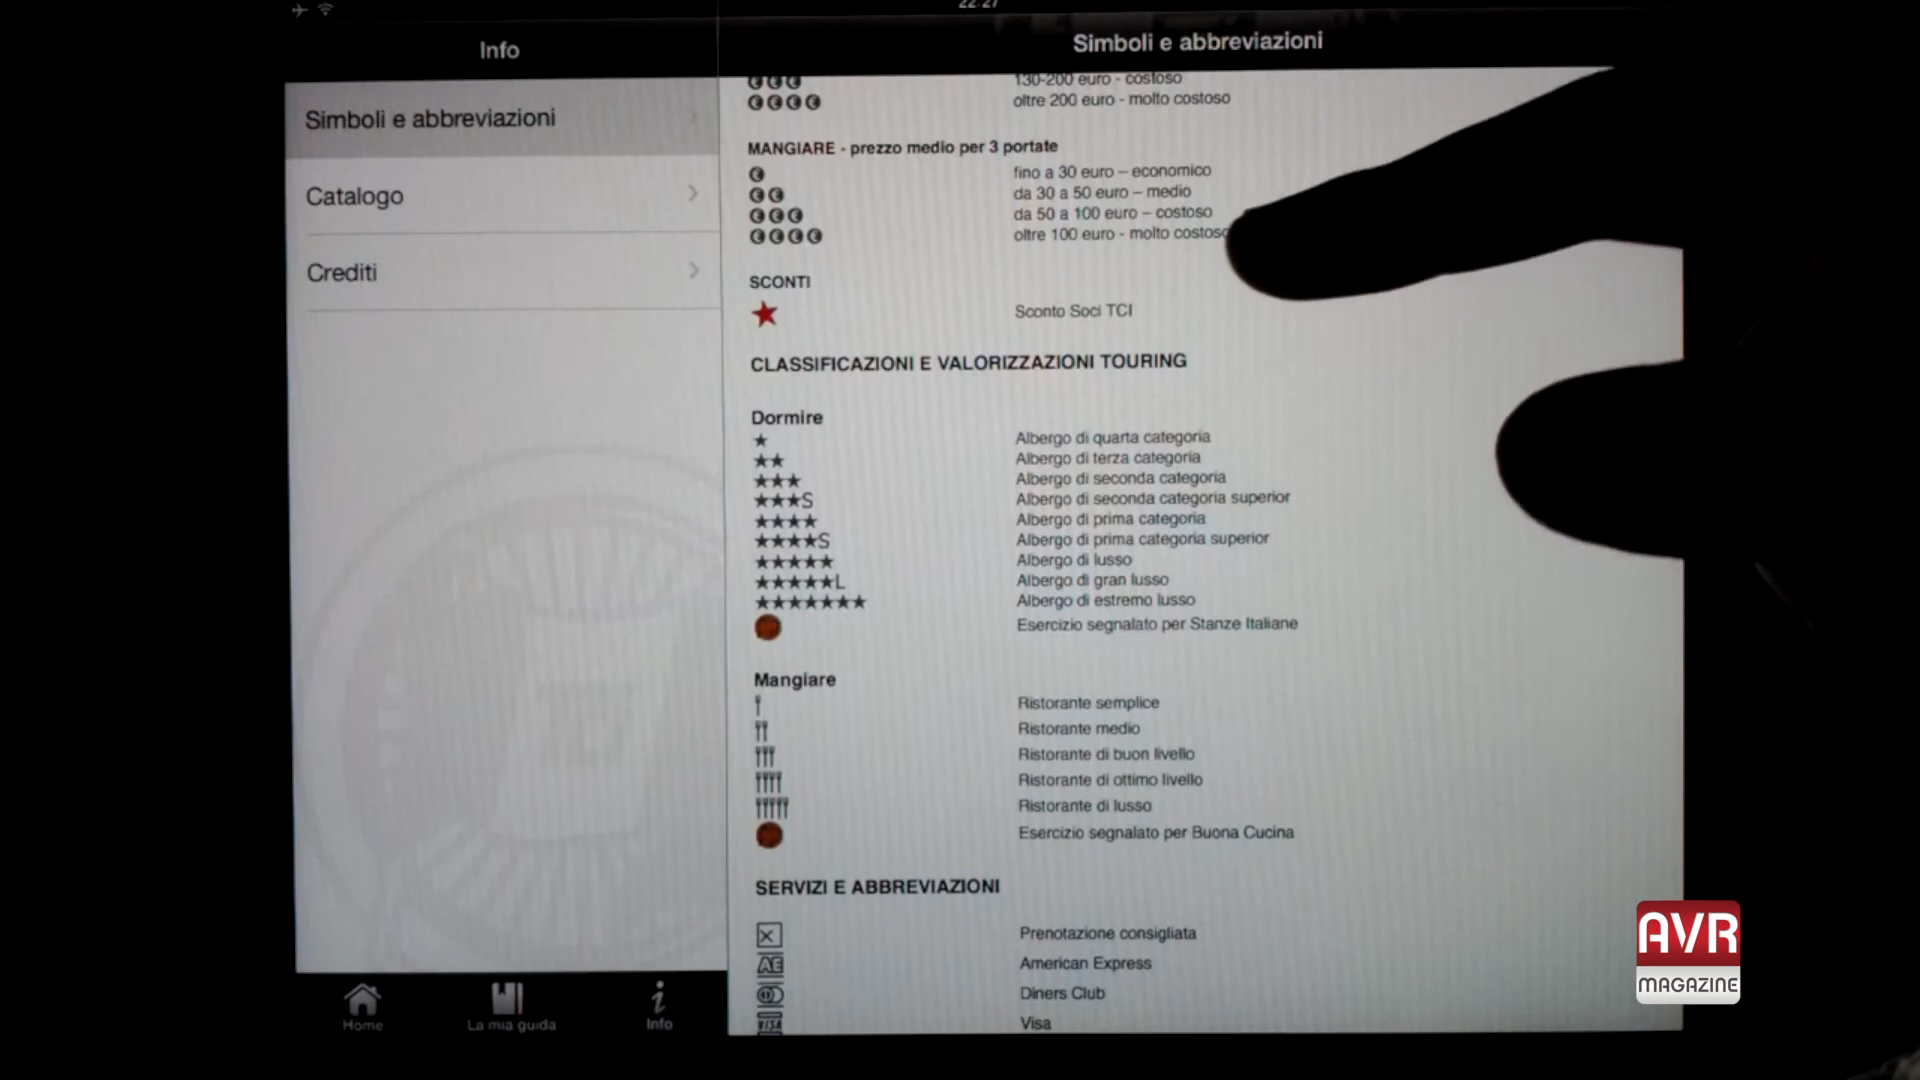 22:27
Info
Simboli e abbreviazioni
Simboli e abbreviazioni
Catalogo
Crediti
130-200 euro - costoso
oltre 200 euro - molto costoso
MANGIARE - prezzo medio per 3 portate
fino a 30 euro – economico
da 30 a 50 euro – medio
da 50 a 100 euro – costoso
oltre 100 euro - molto costoso
SCONTI
Sconto Soci TCI
CLASSIFICAZIONI E VALORIZZAZIONI TOURING
Dormire
★ Albergo di quarta categoria
★★ Albergo di terza categoria
★★★ Albergo di seconda categoria
★★★S Albergo di seconda categoria superior
★★★★ Albergo di prima categoria
★★★★S Albergo di prima categoria superior
★★★★★ Albergo di lusso
★★★★★L Albergo di gran lusso
★★★★★★★ Albergo di estremo lusso
Esercizio segnalato per Stanze Italiane
Mangiare
Ristorante semplice
Ristorante medio
Ristorante di buon livello
Ristorante di ottimo livello
Ristorante di lusso
Esercizio segnalato per Buona Cucina
SERVIZI E ABBREVIAZIONI
Prenotazione consigliata
AE American Express
Diners Club
VISA Visa
Home
La mia guida
Info
AVR
MAGAZINE